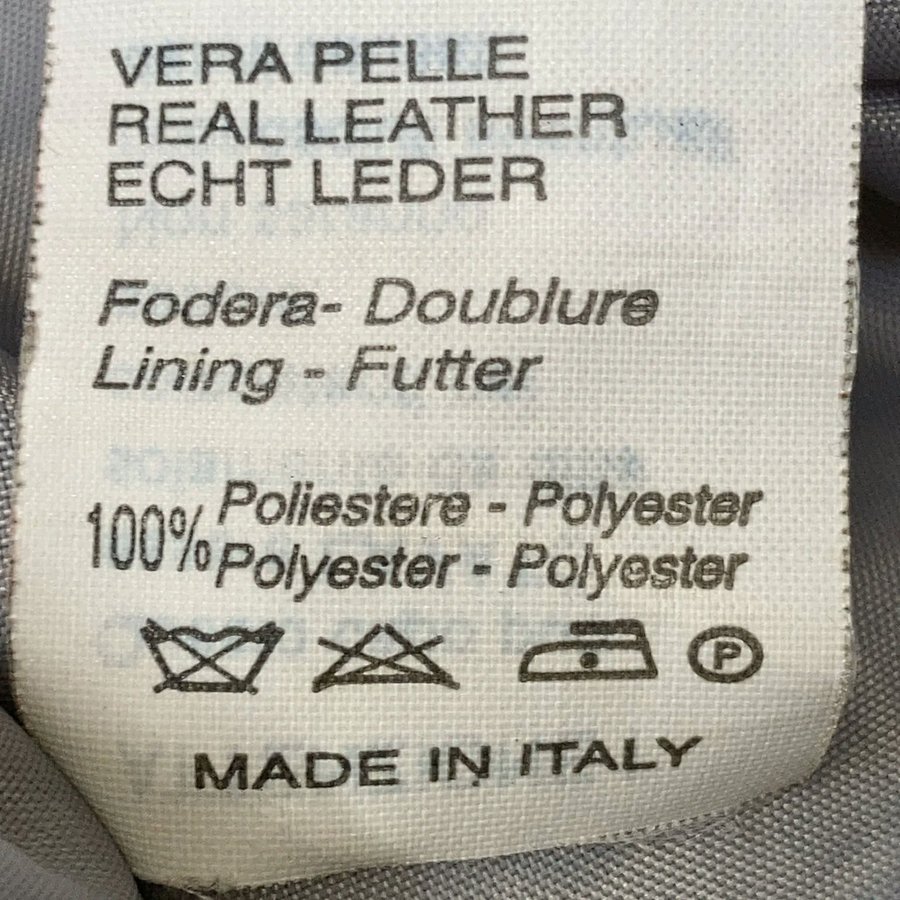 VERA PELLE
REAL LEATHER
ECHT LEDER
Fodera- Doublure
Lining - Futter
100% Poliestere - Polyester
Polyester - Polyester
P
MADE IN ITALY